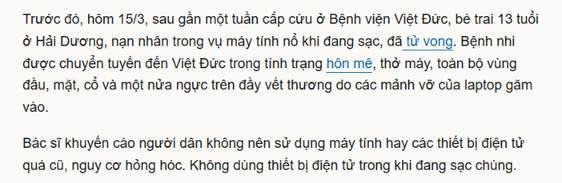 Trước đó, hôm 15/3, sau gần một tuần cấp cứu ở Bệnh viện Việt Đức, bé trai 13 tuổi
ở Hải Dương, nạn nhân trong vụ máy tính nổ khi đang sạc, đã tử vong. Bệnh nhi
được chuyển tuyến đến Việt Đức trong tình trạng hôn mê, thở máy, toàn bộ vùng
đầu, mặt, cổ và một nửa ngực trên đầy vết thương do các mảnh vỡ của laptop găm
vào.
Bác sĩ khuyến cáo người dân không nên sử dụng máy tính hay các thiết bị điện tử
quá cũ, nguy cơ hỏng hóc. Không dùng thiết bị điện tử trong khi đang sạc chúng.